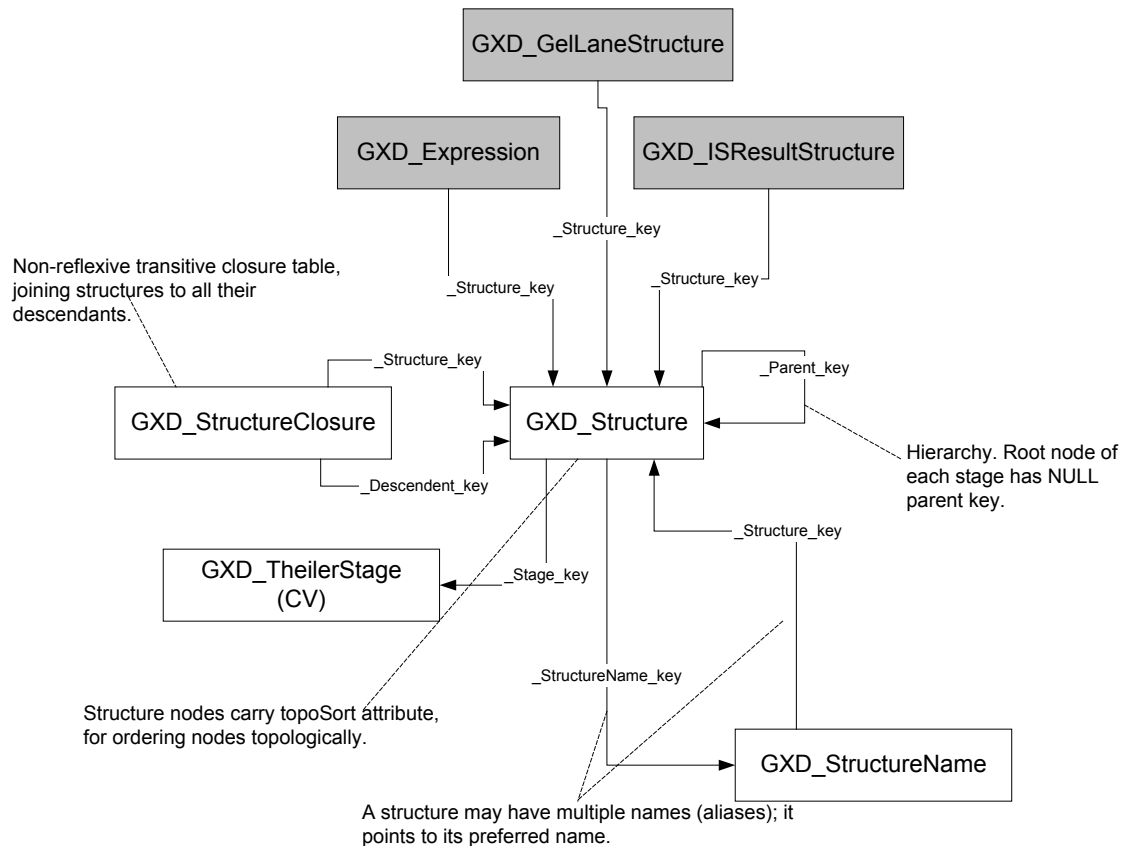 GXD_GelLaneStructure
GXD_Expression
GXD_ISResultStructure
_Structure_key
Non-reflexive transitive closure table,
joining structures to all their
descendants.
_Structure_key
_Structure_key
_Structure_key
_Parent_key
GXD_StructureClosure
GXD_Structure
Hierarchy. Root node of
each stage has NULL
parent key.
_Descendent_key
_Structure_key
GXD_TheilerStage
(CV)
_Stage_key
_StructureName_key
Structure nodes carry topoSort attribute,
for ordering nodes topologically.
GXD_StructureName
A structure may have multiple names (aliases); it
points to its preferred name.